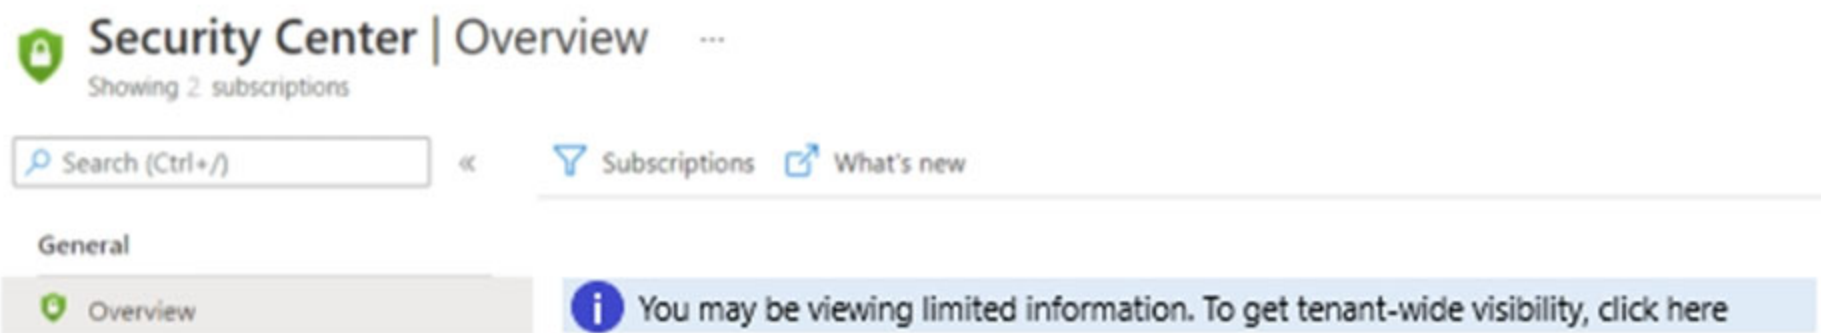 Security Center | Overview ...
Showing 2 subscriptions
Search (Ctrl+/) «
Subscriptions What's new
General
Overview
You may be viewing limited information. To get tenant-wide visibility, click here